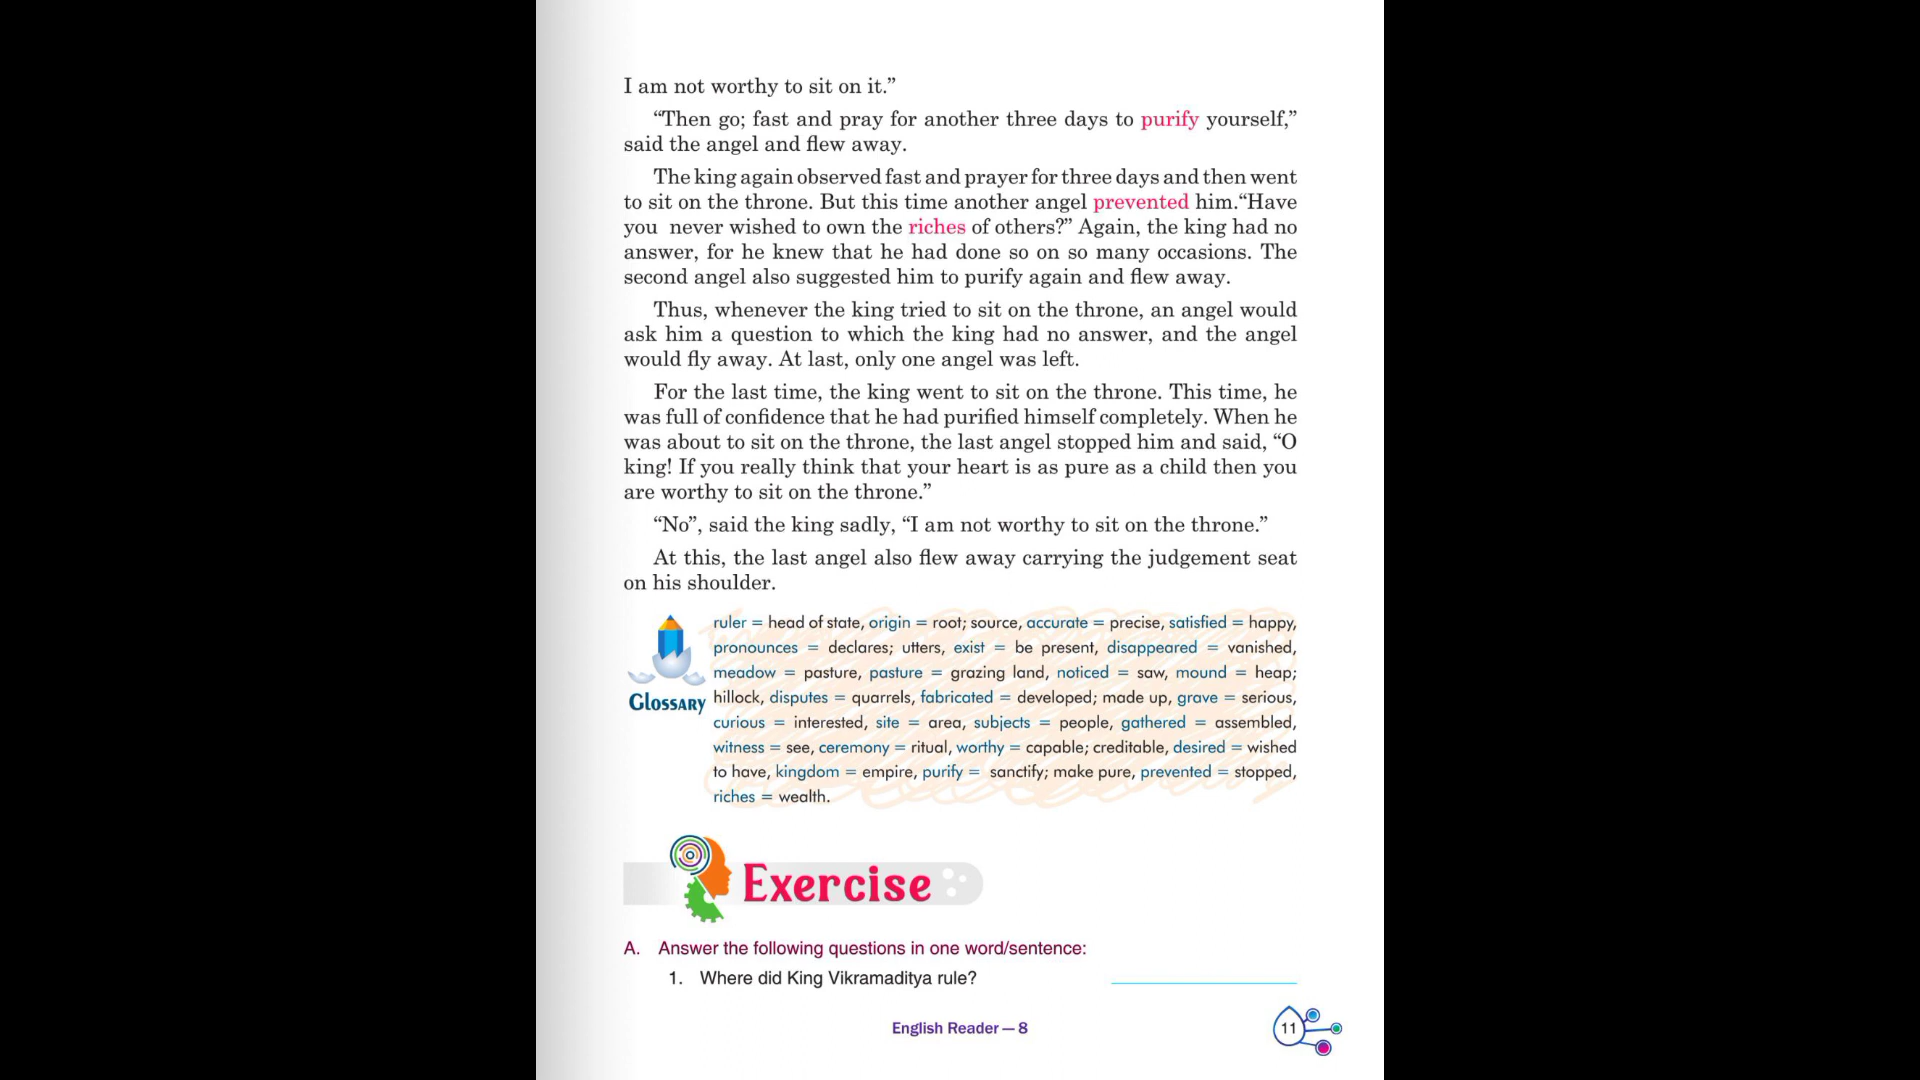 I am not worthy to sit on it.”
“Then go; fast and pray for another three days to purify yourself,”
said the angel and flew away.
The king again observed fast and prayer for three days and then went
to sit on the throne. But this time another angel prevented him.“Have
you never wished to own the riches of others?” Again, the king had no
answer, for he knew that he had done so on so many occasions. The
second angel also suggested him to purify again and flew away.
Thus, whenever the king tried to sit on the throne, an angel would
ask him a question to which the king had no answer, and the angel
would fly away. At last, only one angel was left.
For the last time, the king went to sit on the throne. This time, he
was full of confidence that he had purified himself completely. When he
was about to sit on the throne, the last angel stopped him and said, “O
king! If you really think that your heart is as pure as a child then you
are worthy to sit on the throne.”
“No”, said the king sadly, “I am not worthy to sit on the throne.”
At this, the last angel also flew away carrying the judgement seat
on his shoulder.
Glossary
ruler = head of state, origin = root; source, accurate = precise, satisfied = happy,
pronounces = declares; utters, exist = be present, disappeared = vanished,
meadow = pasture, pasture = grazing land, noticed = saw, mound = heap;
hillock, disputes = quarrels, fabricated = developed; made up, grave = serious,
curious = interested, site = area, subjects = people, gathered = assembled,
witness = see, ceremony = ritual, worthy = capable; creditable, desired = wished
to have, kingdom = empire, purify = sanctify; make pure, prevented = stopped,
riches = wealth.
Exercise
A. Answer the following questions in one word/sentence:
1. Where did King Vikramaditya rule?
English Reader — 8
11